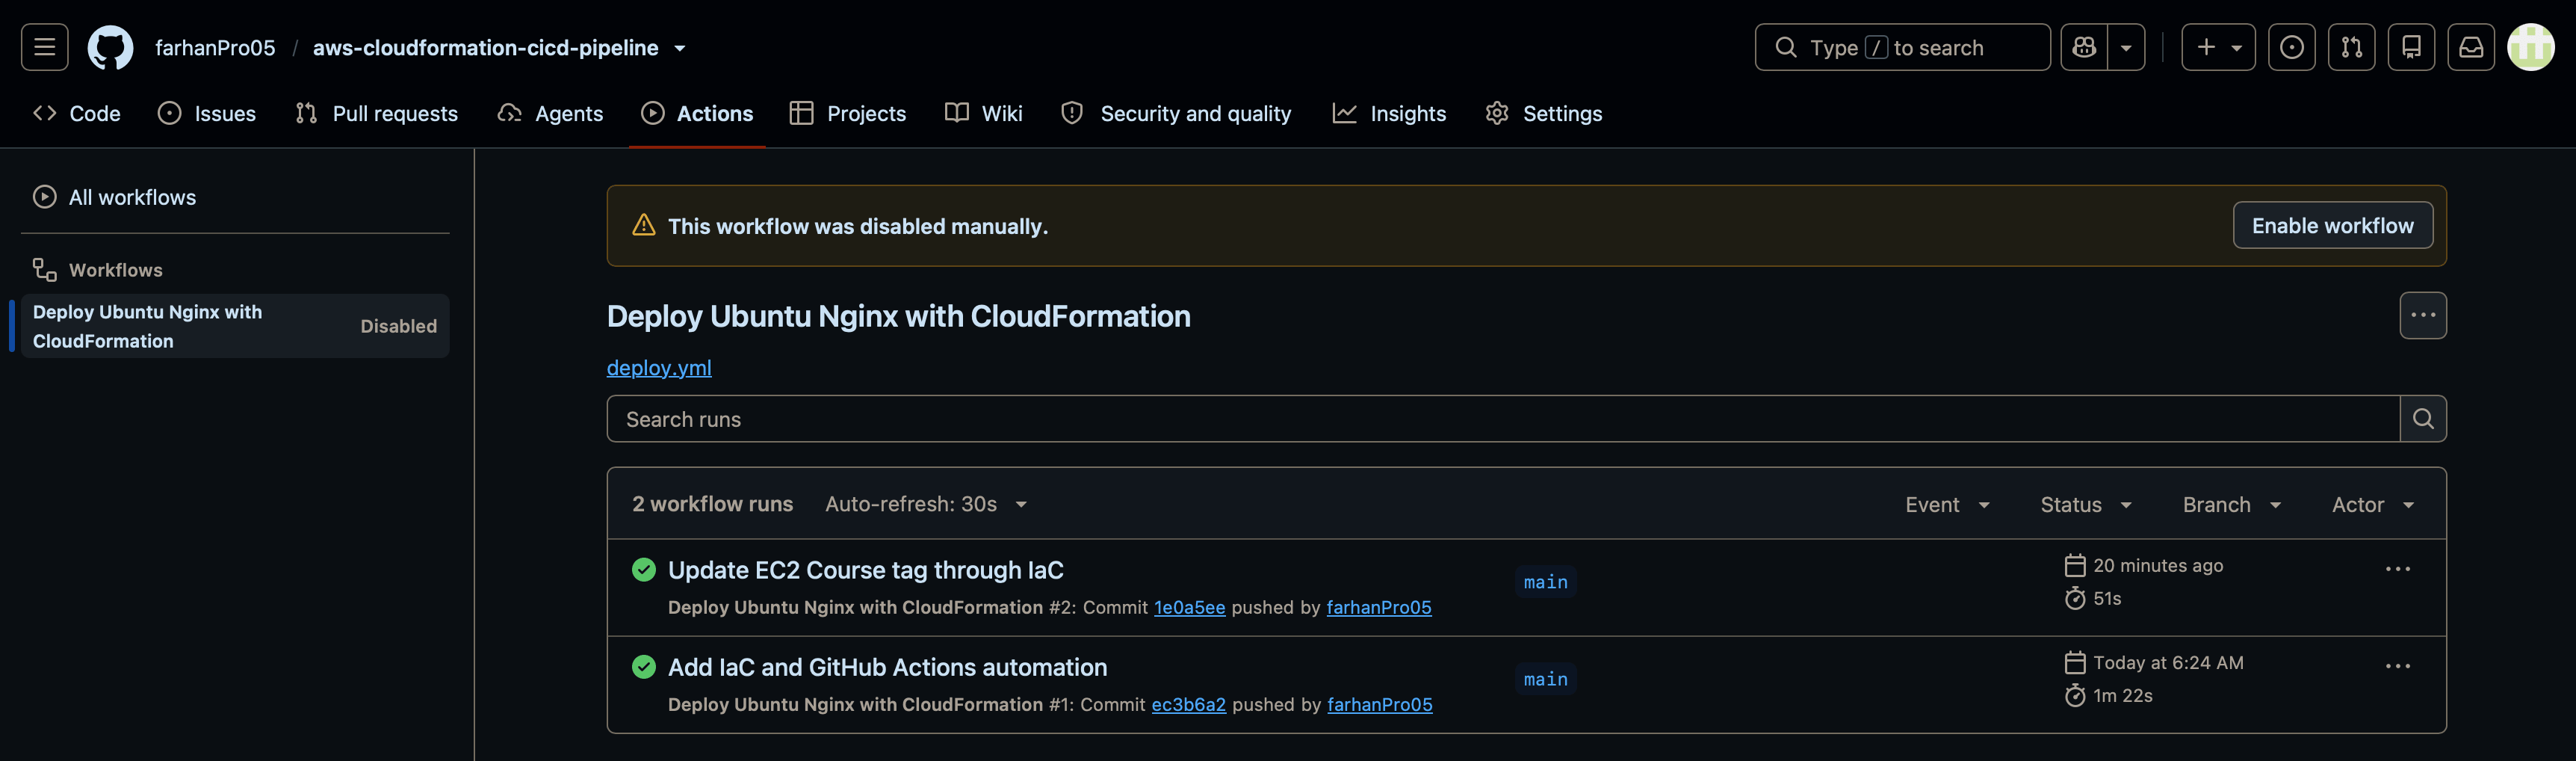 farhanPro05 / aws-cloudformation-cicd-pipeline
Type / to search
Code Issues Pull requests Agents Actions Projects Wiki Security and quality Insights Settings
All workflows
Workflows
Deploy Ubuntu Nginx with
CloudFormation
Disabled
This workflow was disabled manually.
Enable workflow
Deploy Ubuntu Nginx with CloudFormation
deploy.yml
Search runs
2 workflow runs Auto-refresh: 30s Event Status Branch Actor
Update EC2 Course tag through IaC
Deploy Ubuntu Nginx with CloudFormation #2: Commit 1e0a5ee pushed by farhanPro05
main
20 minutes ago
51s
Add IaC and GitHub Actions automation
Deploy Ubuntu Nginx with CloudFormation #1: Commit ec3b6a2 pushed by farhanPro05
main
Today at 6:24 AM
1m 22s